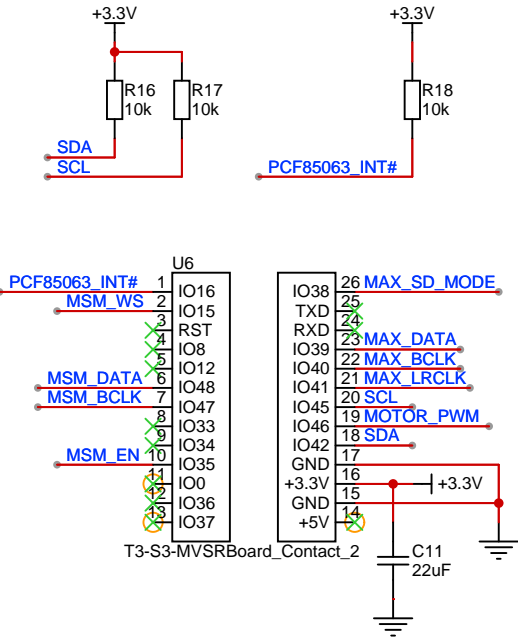 +3.3V
+3.3V
R16
10k
R17
10k
R18
10k
SDA
SCL
PCF85063_INT#
U6
PCF85063_INT# 1 IO16
MSM_WS 2 IO15
3 RST
4 IO8
5 IO12
MSM_DATA 6 IO48
MSM_BCLK 7 IO47
8 IO33
9 IO34
MSM_EN 10 IO35
11 IO0
12 IO36
13 IO37
IO38 26 MAX_SD_MODE
TXD 25
RXD 24
IO39 23 MAX_DATA
IO40 22 MAX_BCLK
IO41 21 MAX_LRCLK
IO45 20 SCL
IO46 19 MOTOR_PWM
IO42 18 SDA
GND 17
+3.3V 16 +3.3V
GND 15
+5V 14
T3-S3-MVSRBoard_Contact_2
C11
22uF